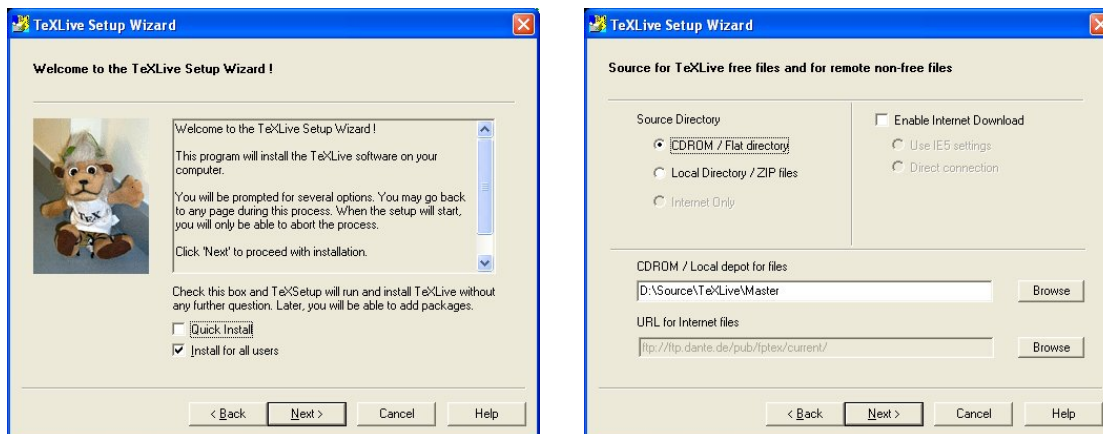 TeXLive Setup Wizard
Welcome to the TeXLive Setup Wizard !
TeX
Welcome to the TeXLive Setup Wizard !
This program will install the TeXLive software on your
computer.
You will be prompted for several options. You may go back
to any page during this process. When the setup will start,
you will only be able to abort the process.
Click 'Next' to proceed with installation.
Check this box and TeXSetup will run and install TeXLive without
any further question. Later, you will be able to add packages.
Quick Install
Install for all users
< Back
Next >
Cancel
Help
TeXLive Setup Wizard
Source for TeXLive free files and for remote non-free files
Source Directory
CDROM / Flat directory
Local Directory / ZIP files
Internet Only
Enable Internet Download
Use IE5 settings
Direct connection
CDROM / Local depot for files
D:\Source\TeXLive\Master
Browse
URL for Internet files
ftp://ftp.dante.de/pub/fptex/current/
Browse
< Back
Next >
Cancel
Help